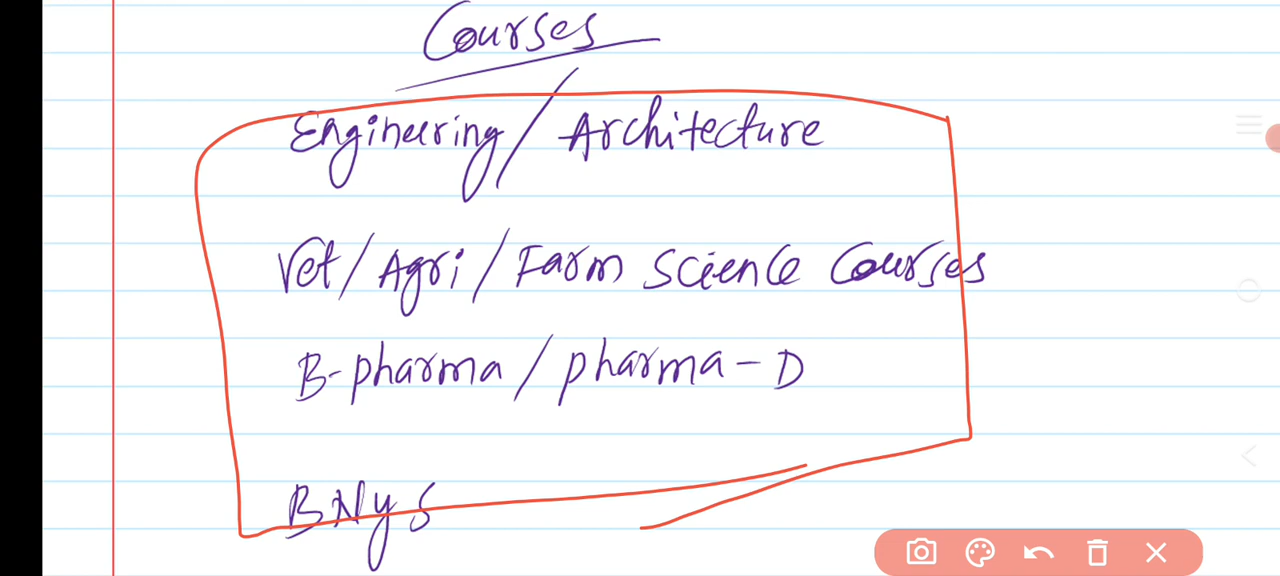 Courses
Engineering/ Architecture
Vet/Agri/Farm Science Courses
B-pharma/pharma-D
BNYS